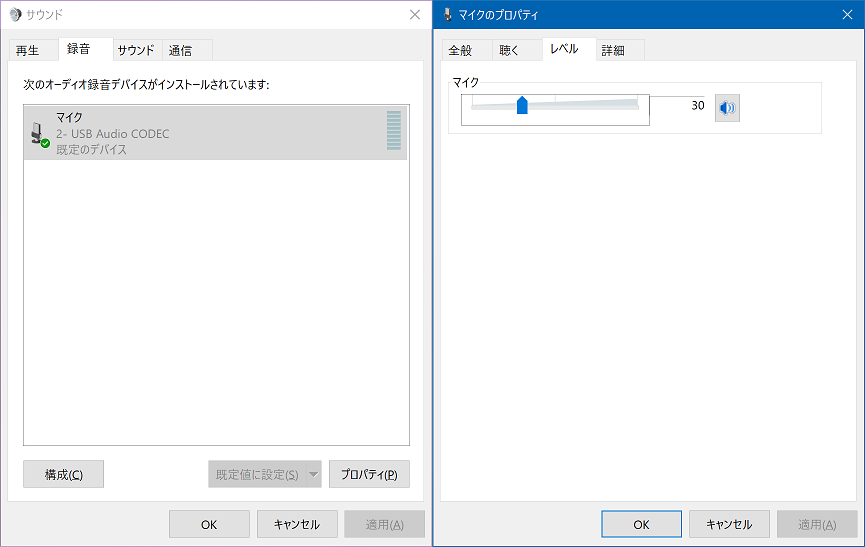 サウンド
再生
録音
サウンド
通信
次のオーディオ録音デバイスがインストールされています:
マイク
2- USB Audio CODEC
既定のデバイス
構成(C)
既定値に設定(S)
プロパティ(P)
OK
キャンセル
適用(A)
マイクのプロパティ
全般
聴く
レベル
詳細
マイク
30
OK
キャンセル
適用(A)